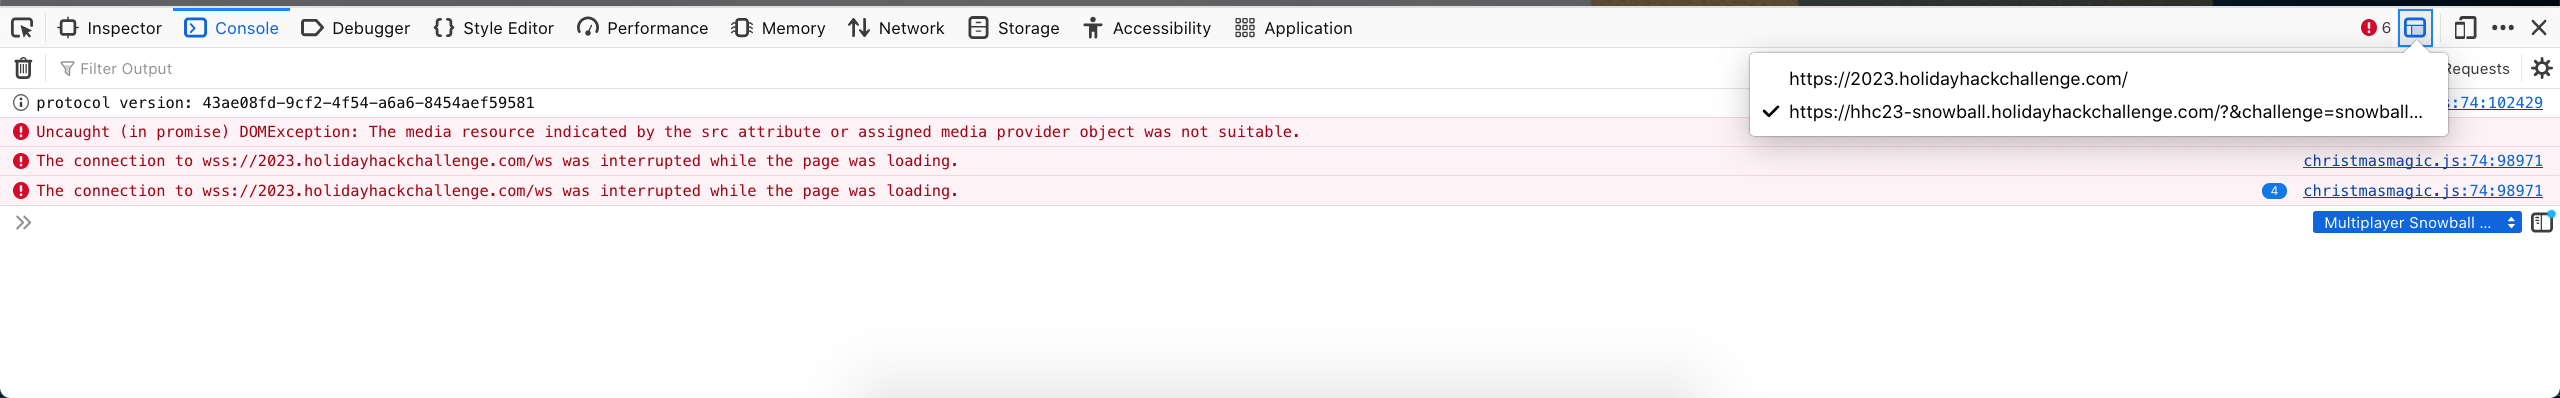 Inspector Console Debugger Style Editor Performance Memory Network Storage Accessibility Application 6
Filter Output Requests
https://2023.holidayhackchallenge.com/
https://hhc23-snowball.holidayhackchallenge.com/?&challenge=snowball…
protocol version: 43ae08fd-9cf2-4f54-a6a6-8454aef59581 :74:102429
Uncaught (in promise) DOMException: The media resource indicated by the src attribute or assigned media provider object was not suitable.
The connection to wss://2023.holidayhackchallenge.com/ws was interrupted while the page was loading. christmasmagic.js:74:98971
The connection to wss://2023.holidayhackchallenge.com/ws was interrupted while the page was loading. 4 christmasmagic.js:74:98971
Multiplayer Snowball …